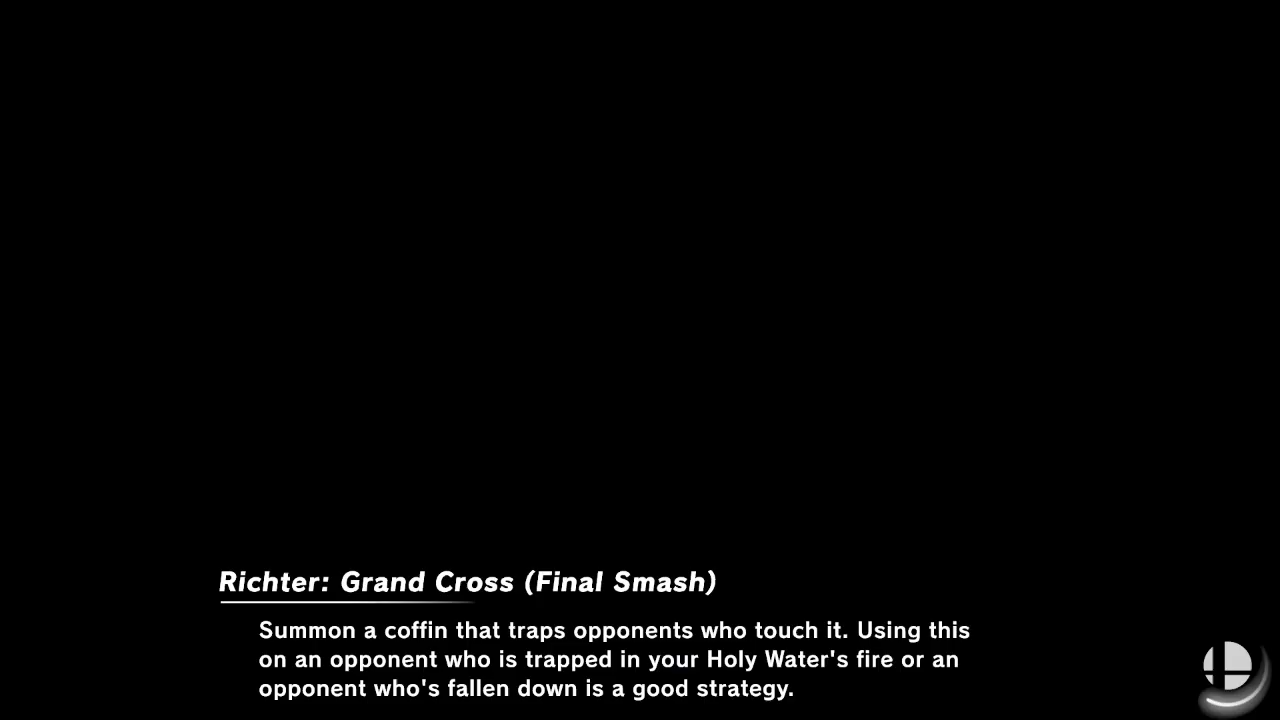 Richter: Grand Cross (Final Smash)
Summon a coffin that traps opponents who touch it. Using this
on an opponent who is trapped in your Holy Water's fire or an
opponent who's fallen down is a good strategy.